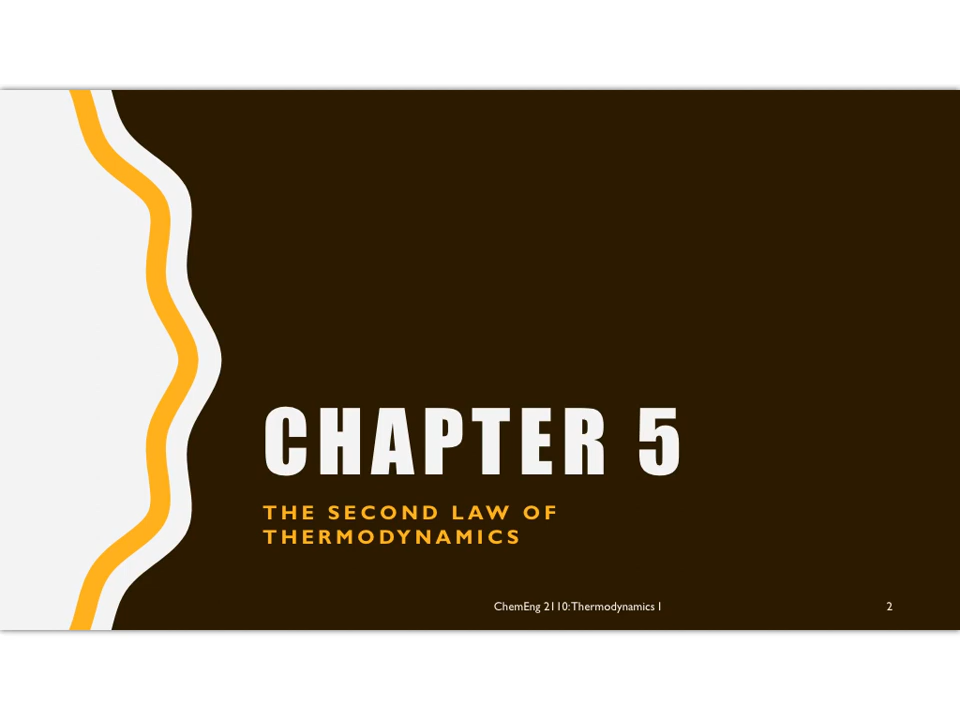 CHAPTER 5
THE SECOND LAW OF
THERMODYNAMICS
ChemEng 2110: Thermodynamics I
2